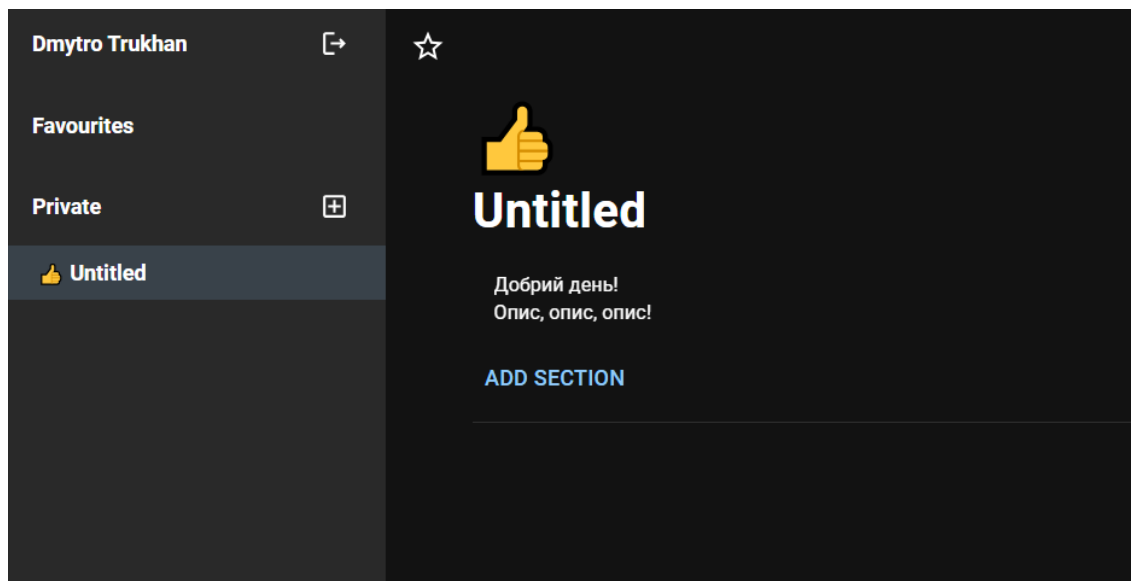 Dmytro Trukhan
Favourites
Private
Untitled
Untitled
Добрий день!
Опис, опис, опис!
ADD SECTION